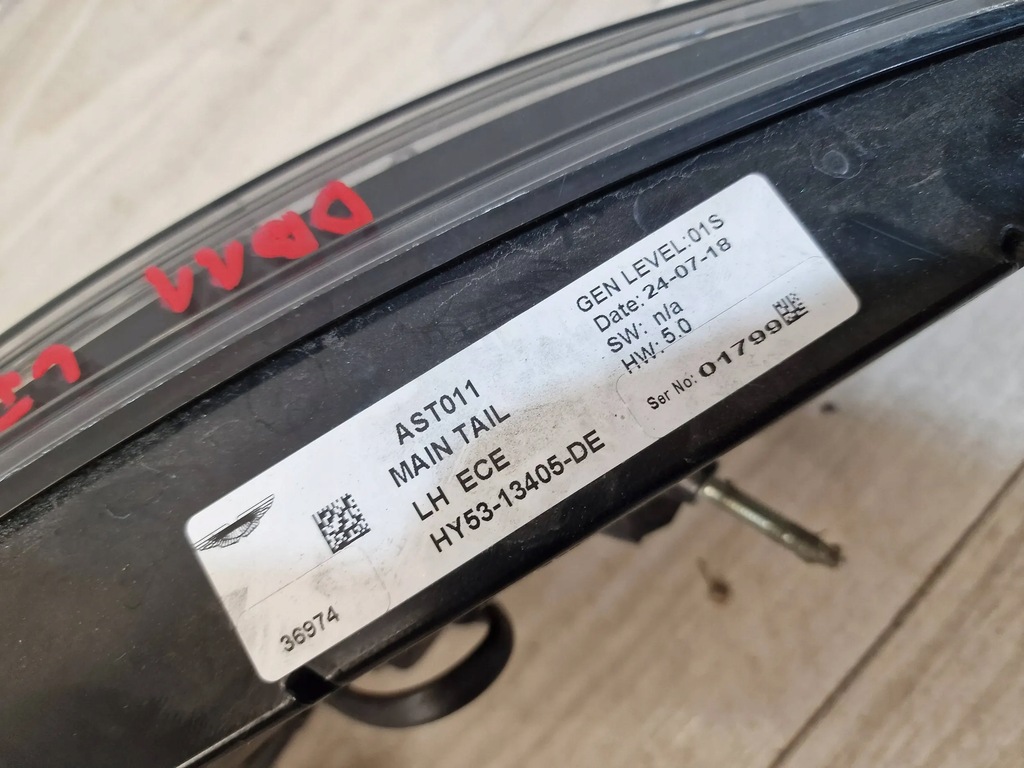 DB11
AST011
MAIN TAIL
LH ECE
HY53-13405-DE
GEN LEVEL:01S
Date: 24-07-18
SW: n/a
HW: 5.0
Ser No: 01799
36974